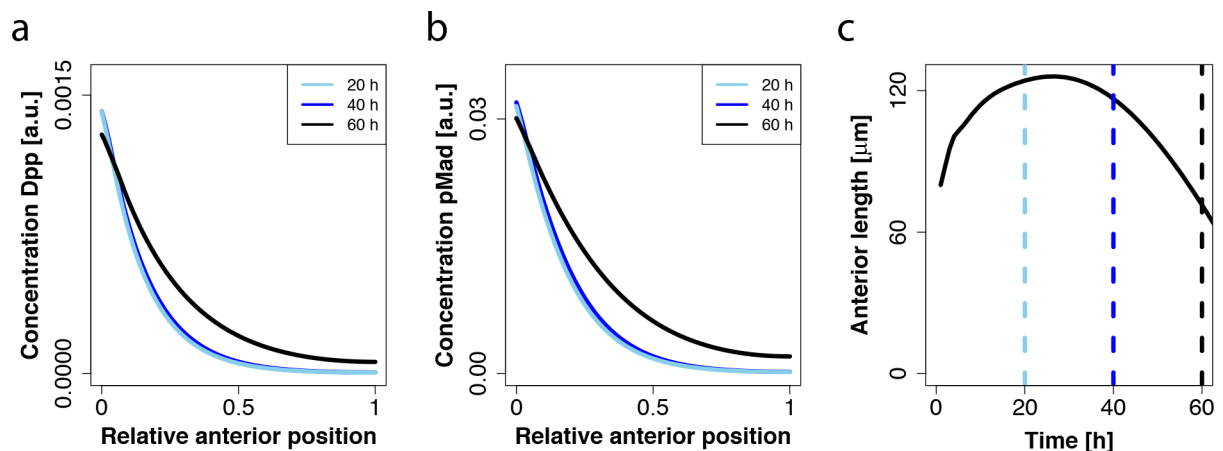 a
Concentration Dpp [a.u.]
0.0015
0.0000
20 h
40 h
60 h
0
0.5
1
Relative anterior position
b
Concentration pMad [a.u.]
0.03
0.00
20 h
40 h
60 h
0
0.5
1
Relative anterior position
c
Anterior length [μm]
120
60
0
0
20
40
60
Time [h]